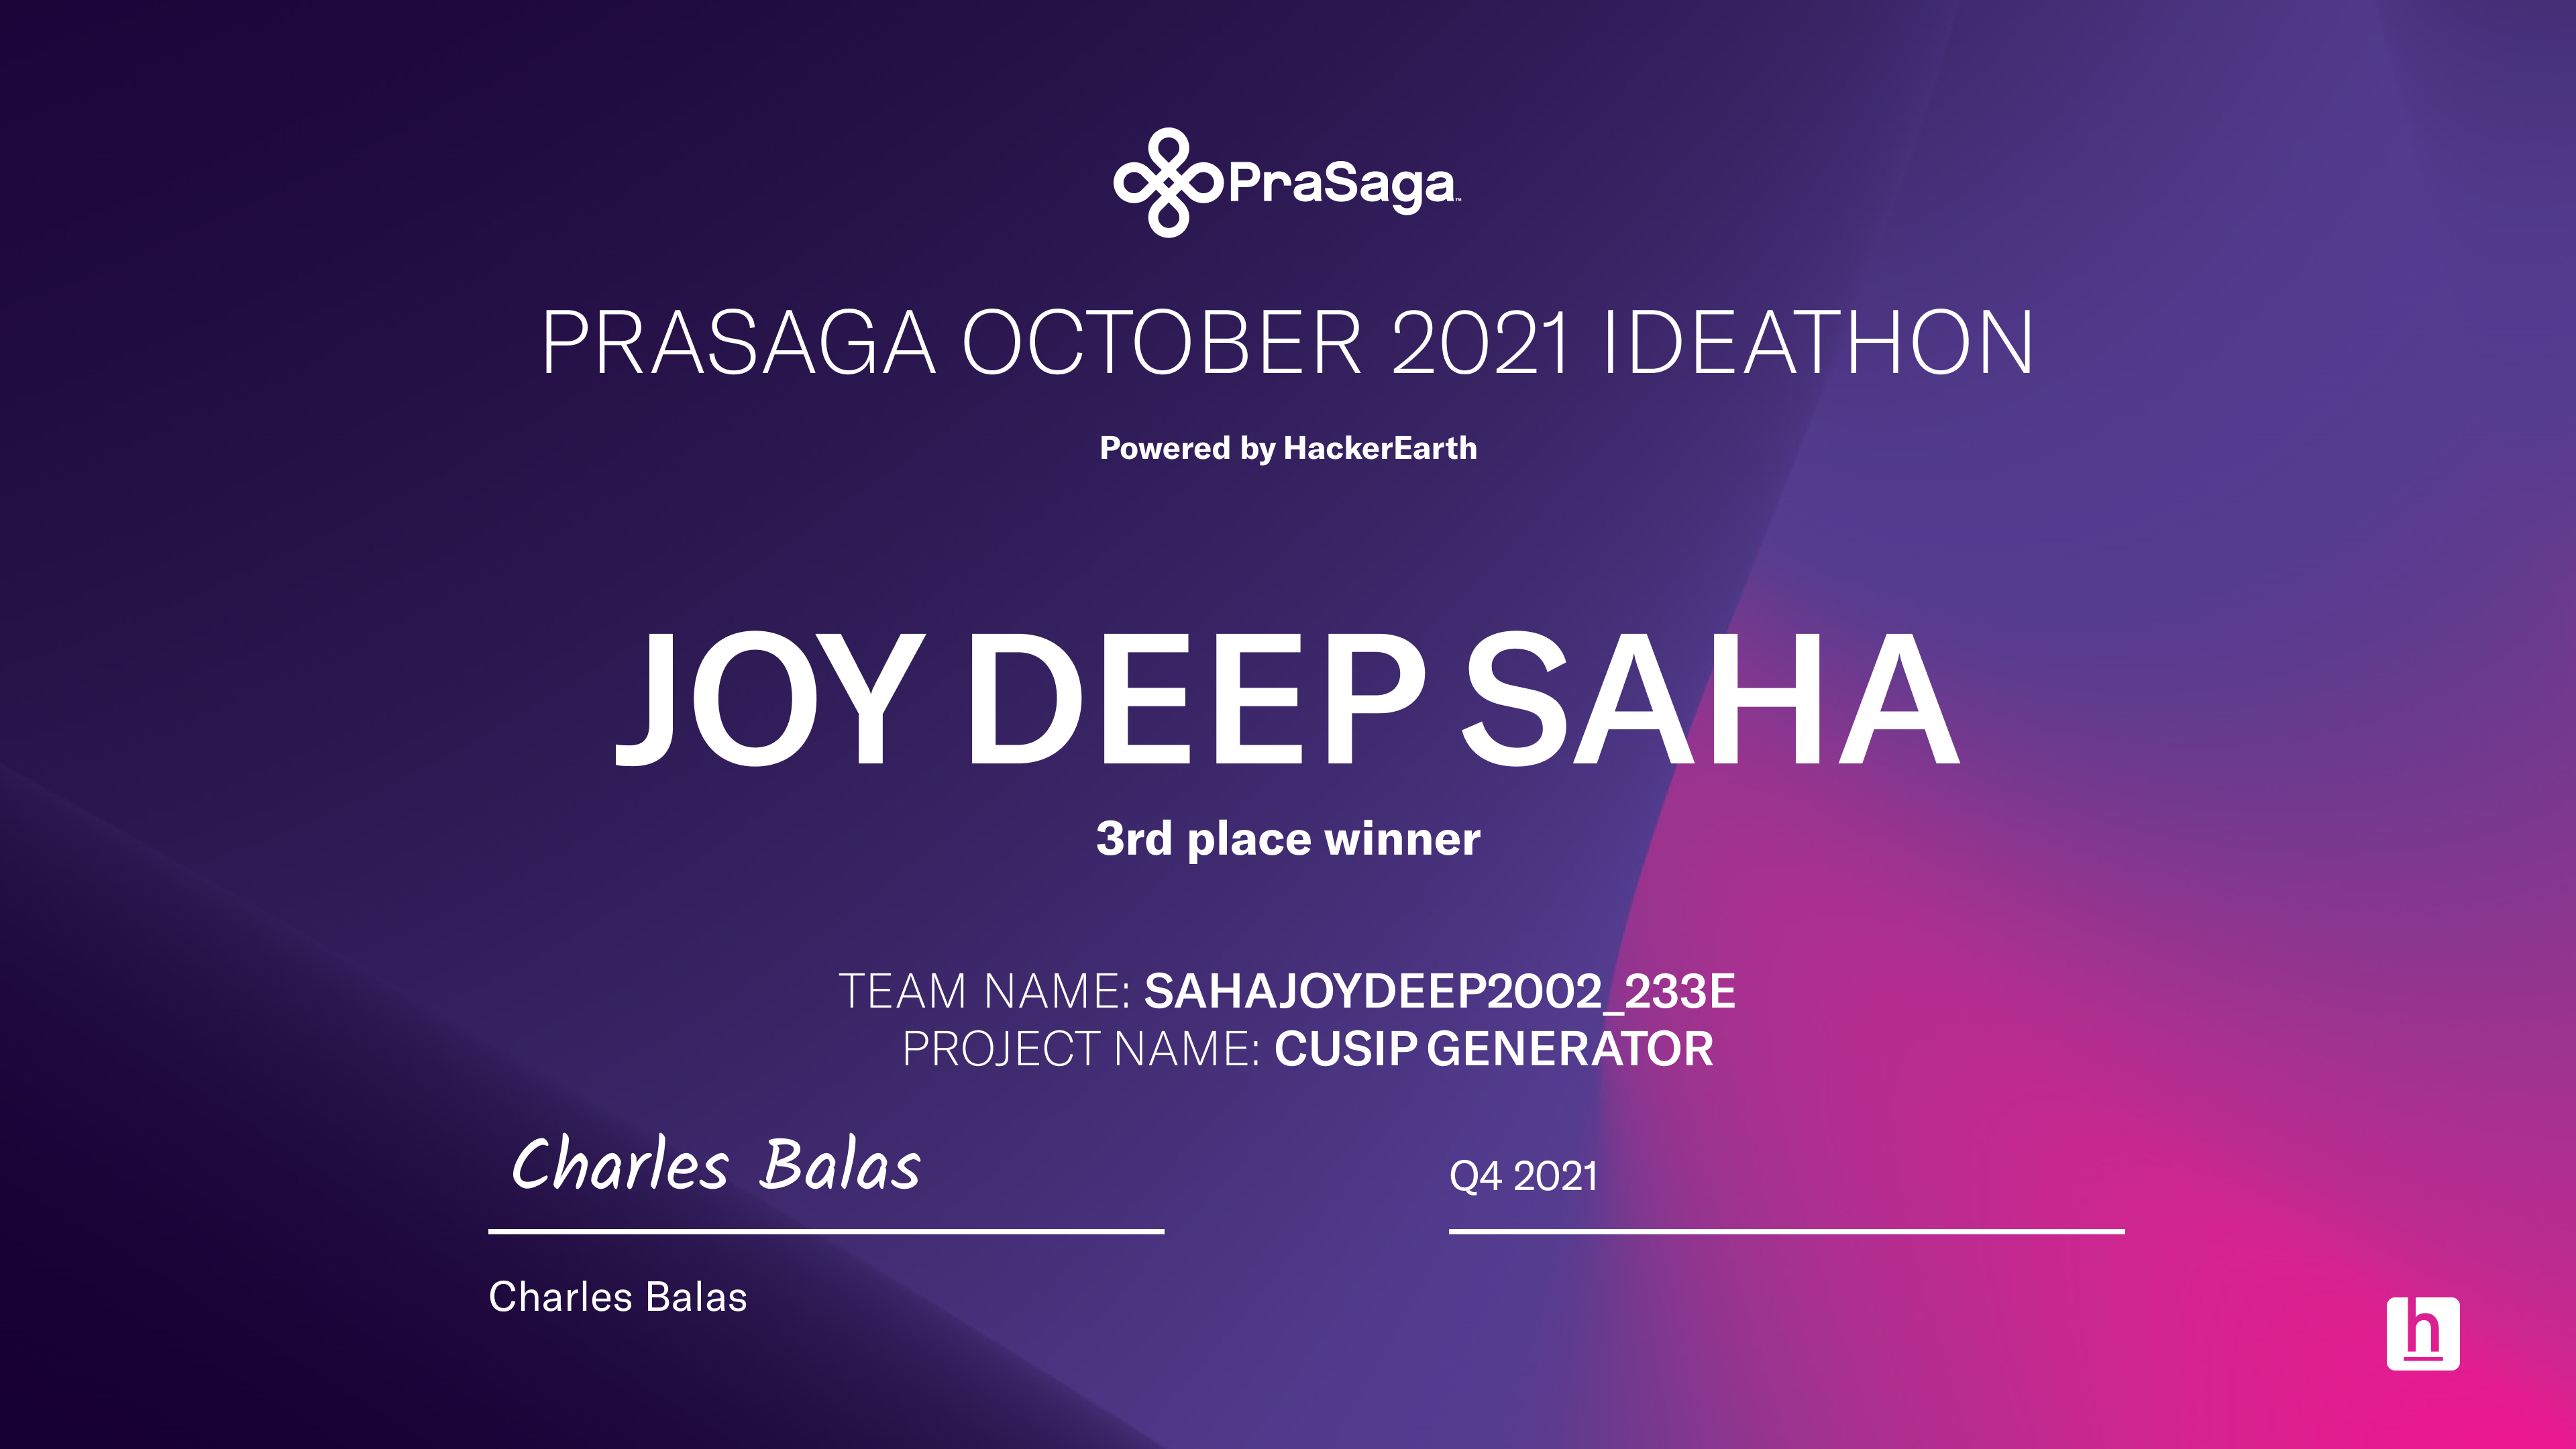 PraSaga™
PRASAGA OCTOBER 2021 IDEATHON
Powered by HackerEarth
JOY DEEP SAHA
3rd place winner
TEAM NAME: SAHAJOYDEEP2002_233E
PROJECT NAME: CUSIP GENERATOR
Charles Balas
Q4 2021
Charles Balas
h